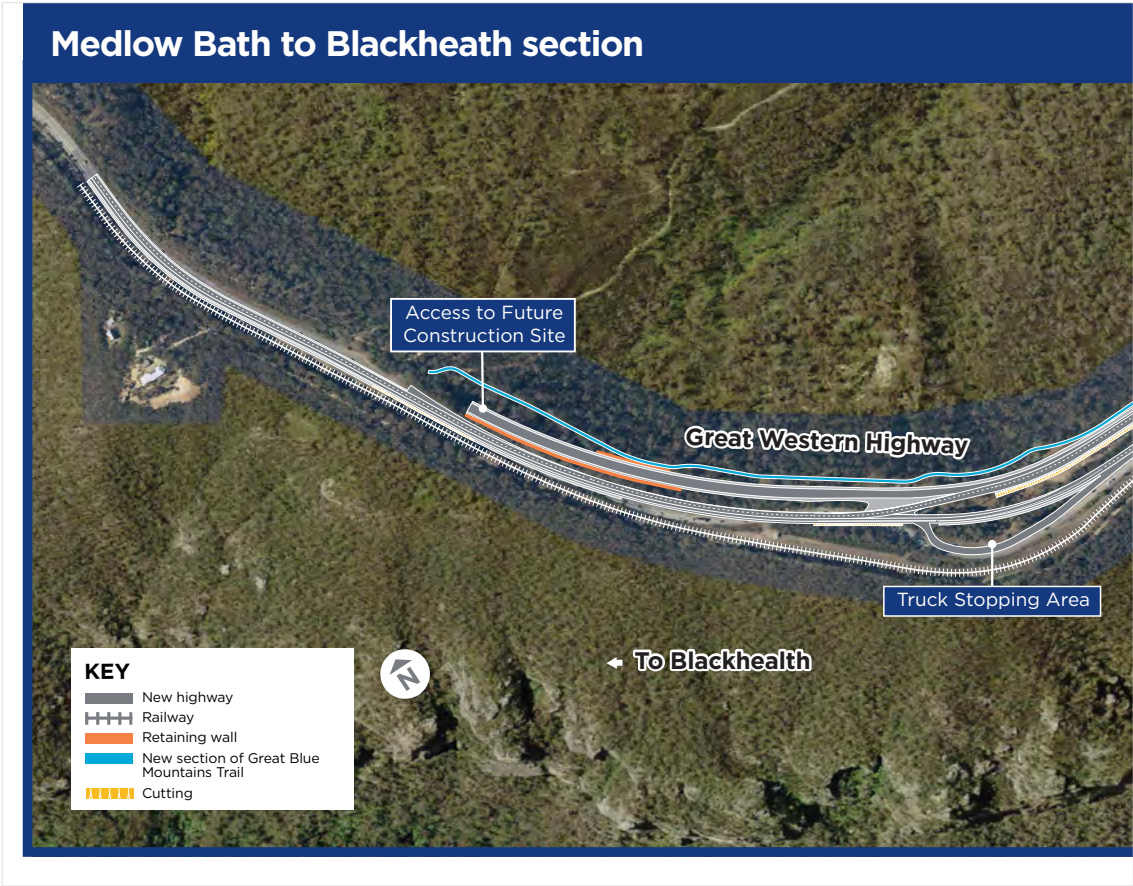 Medlow Bath to Blackheath section
Access to Future
Construction Site
Great Western Highway
Truck Stopping Area
To Blackhealth
KEY
New highway
Railway
Retaining wall
New section of Great Blue
Mountains Trail
Cutting
N